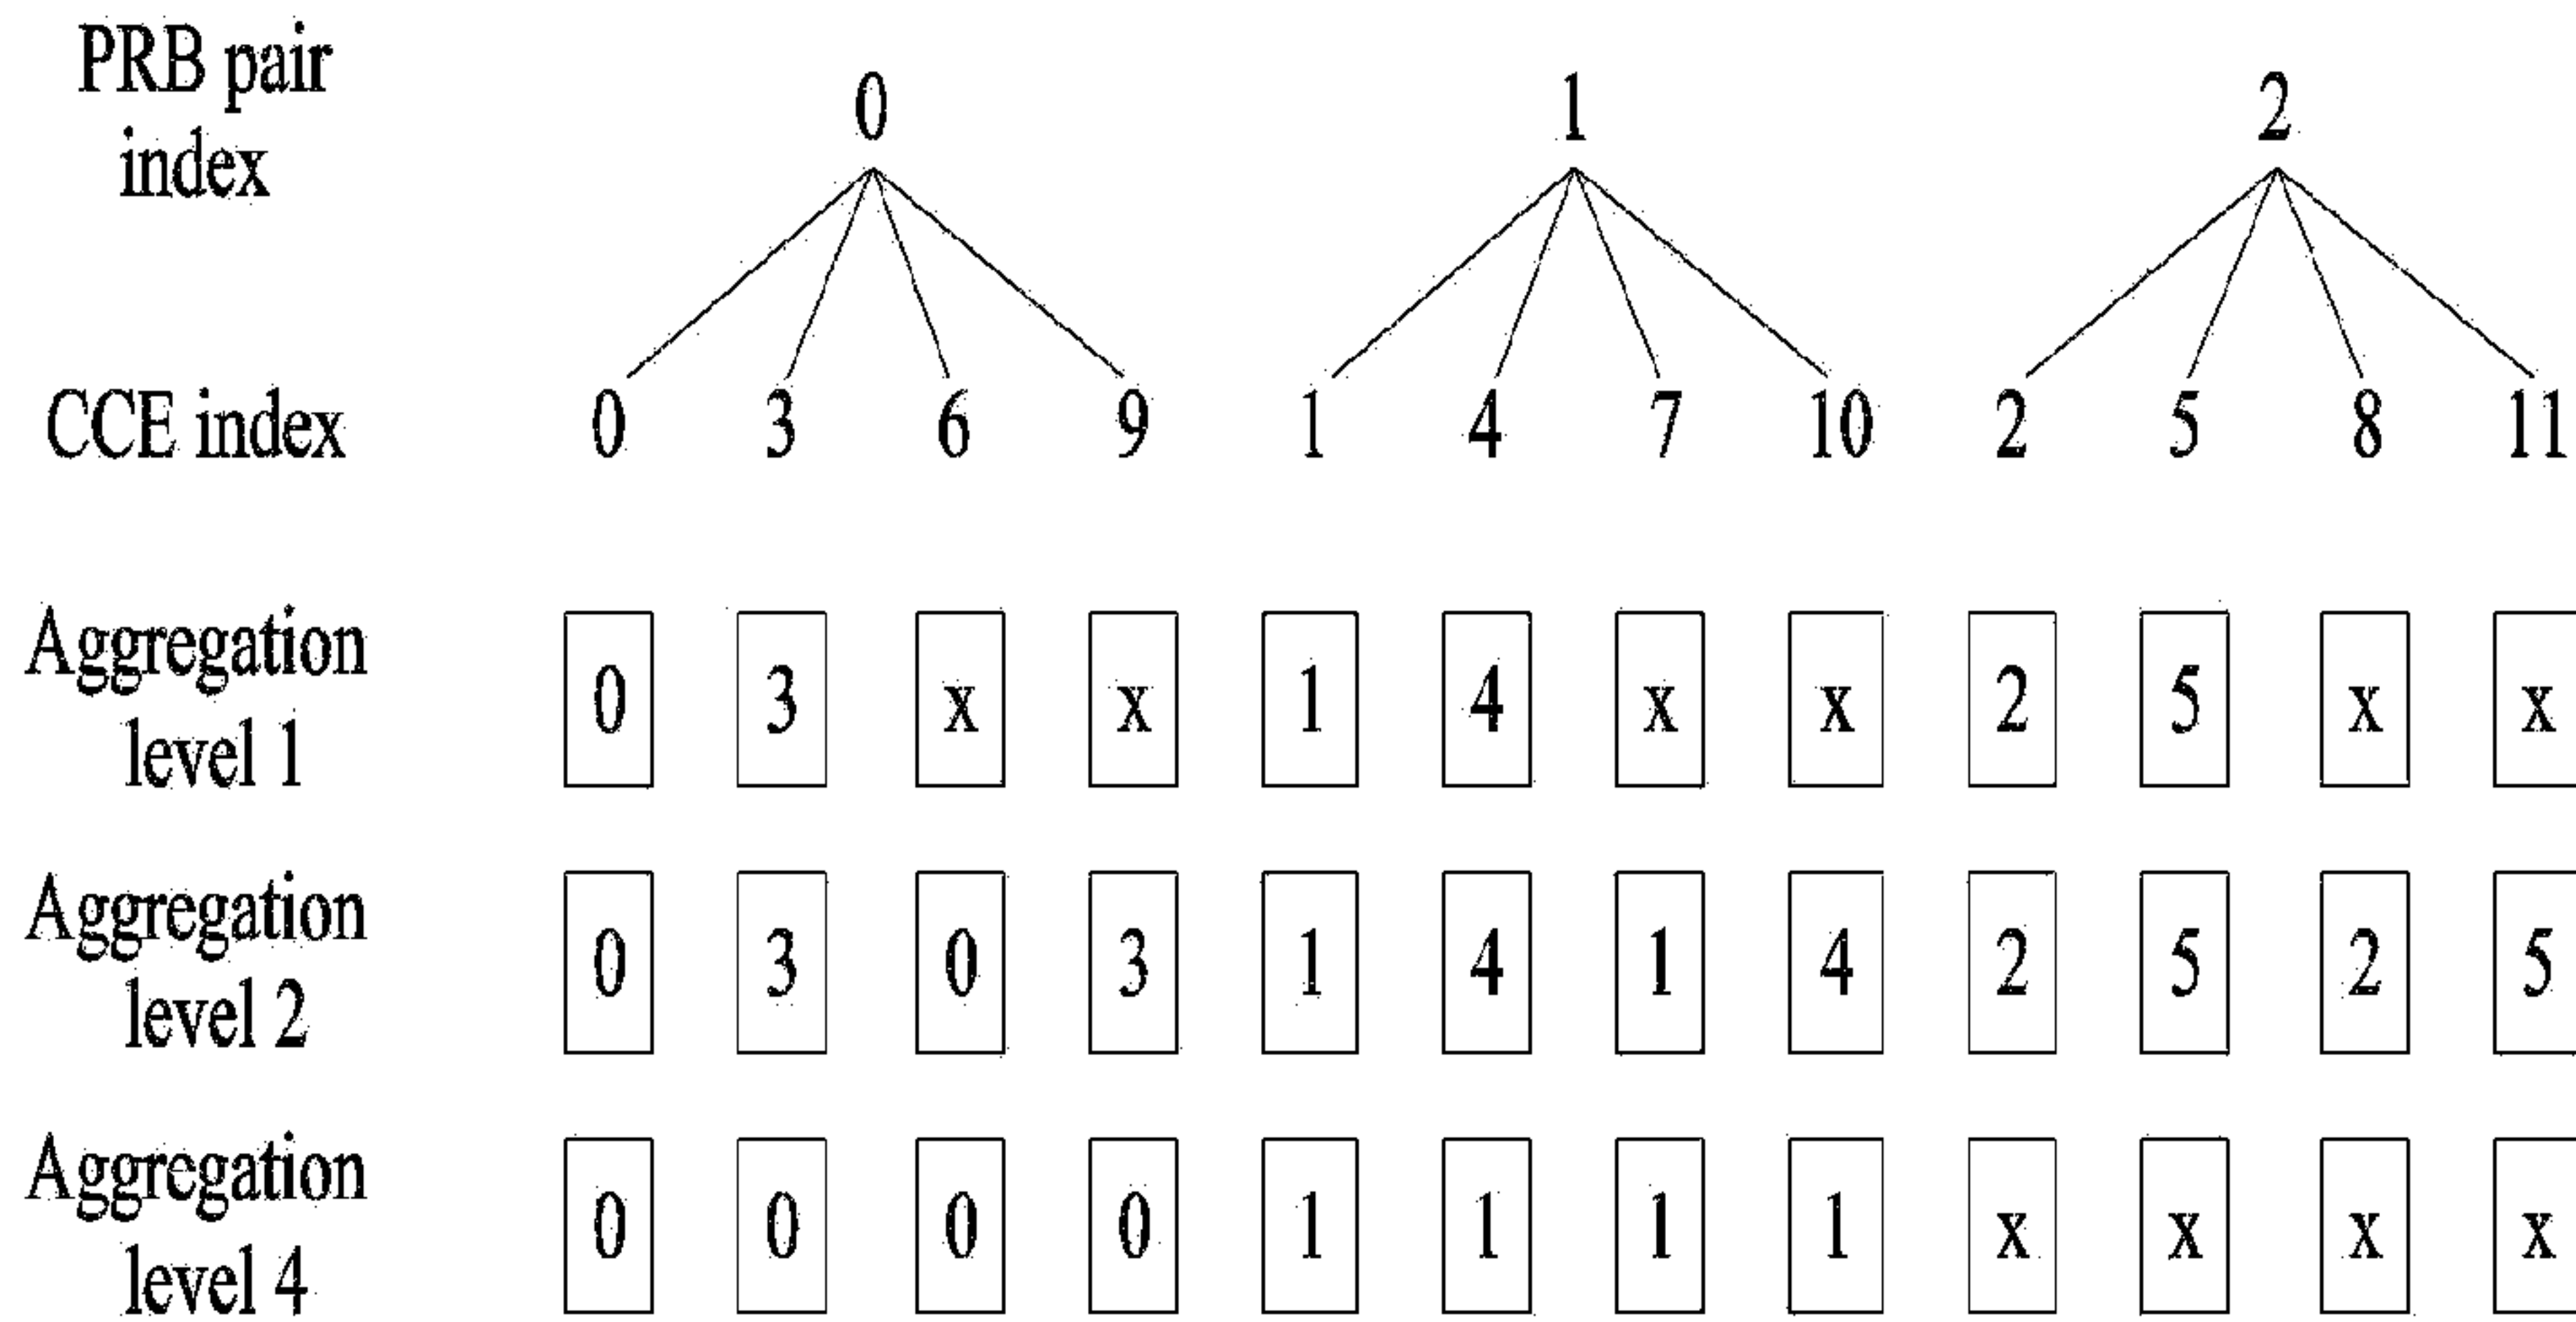 PRB pair
index
0 1 2
CCE index
0 3 6 9 1 4 7 10 2 5 8 11
Aggregation
level 1
0 3 x x 1 4 x x 2 5 x x
Aggregation
level 2
0 3 0 3 1 4 1 4 2 5 2 5
Aggregation
level 4
0 0 0 0 1 1 1 1 x x x x